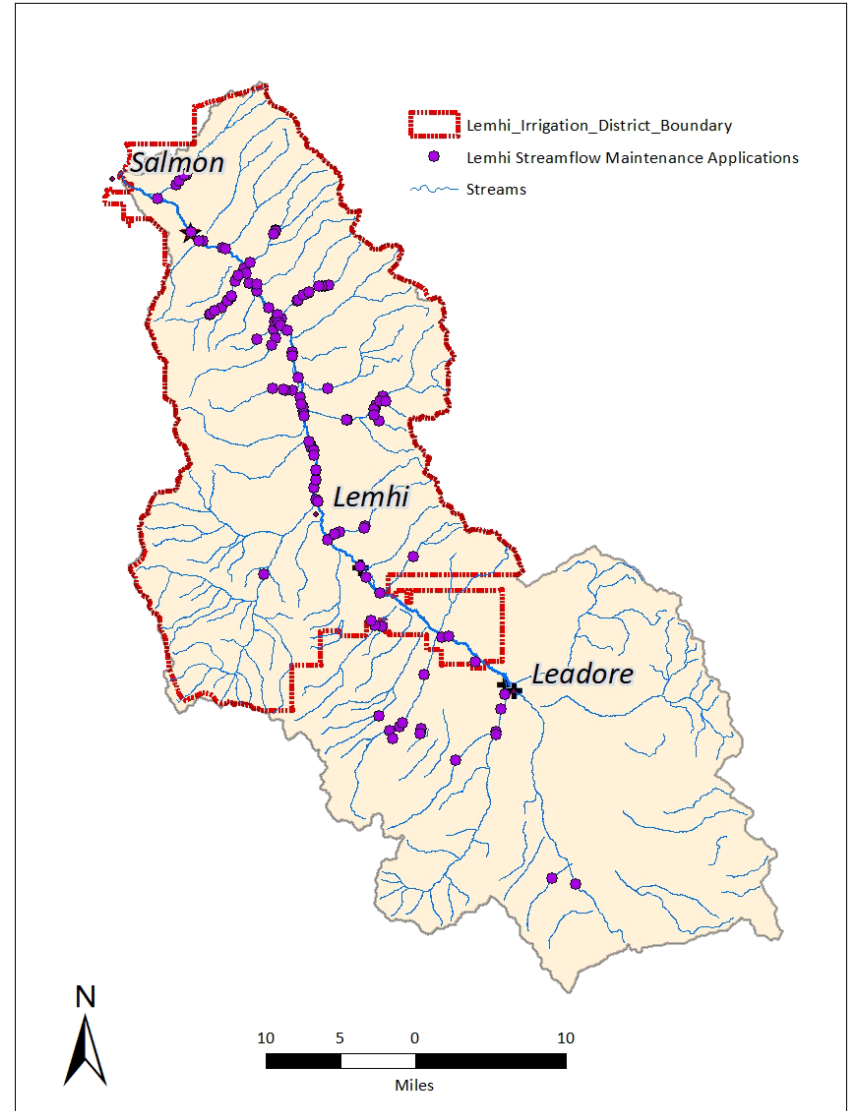 Lemhi_Irrigation_District_Boundary
Salmon
Lemhi Streamflow Maintenance Applications
Streams
Lemhi
Leadore
N
10 5 0 10
Miles